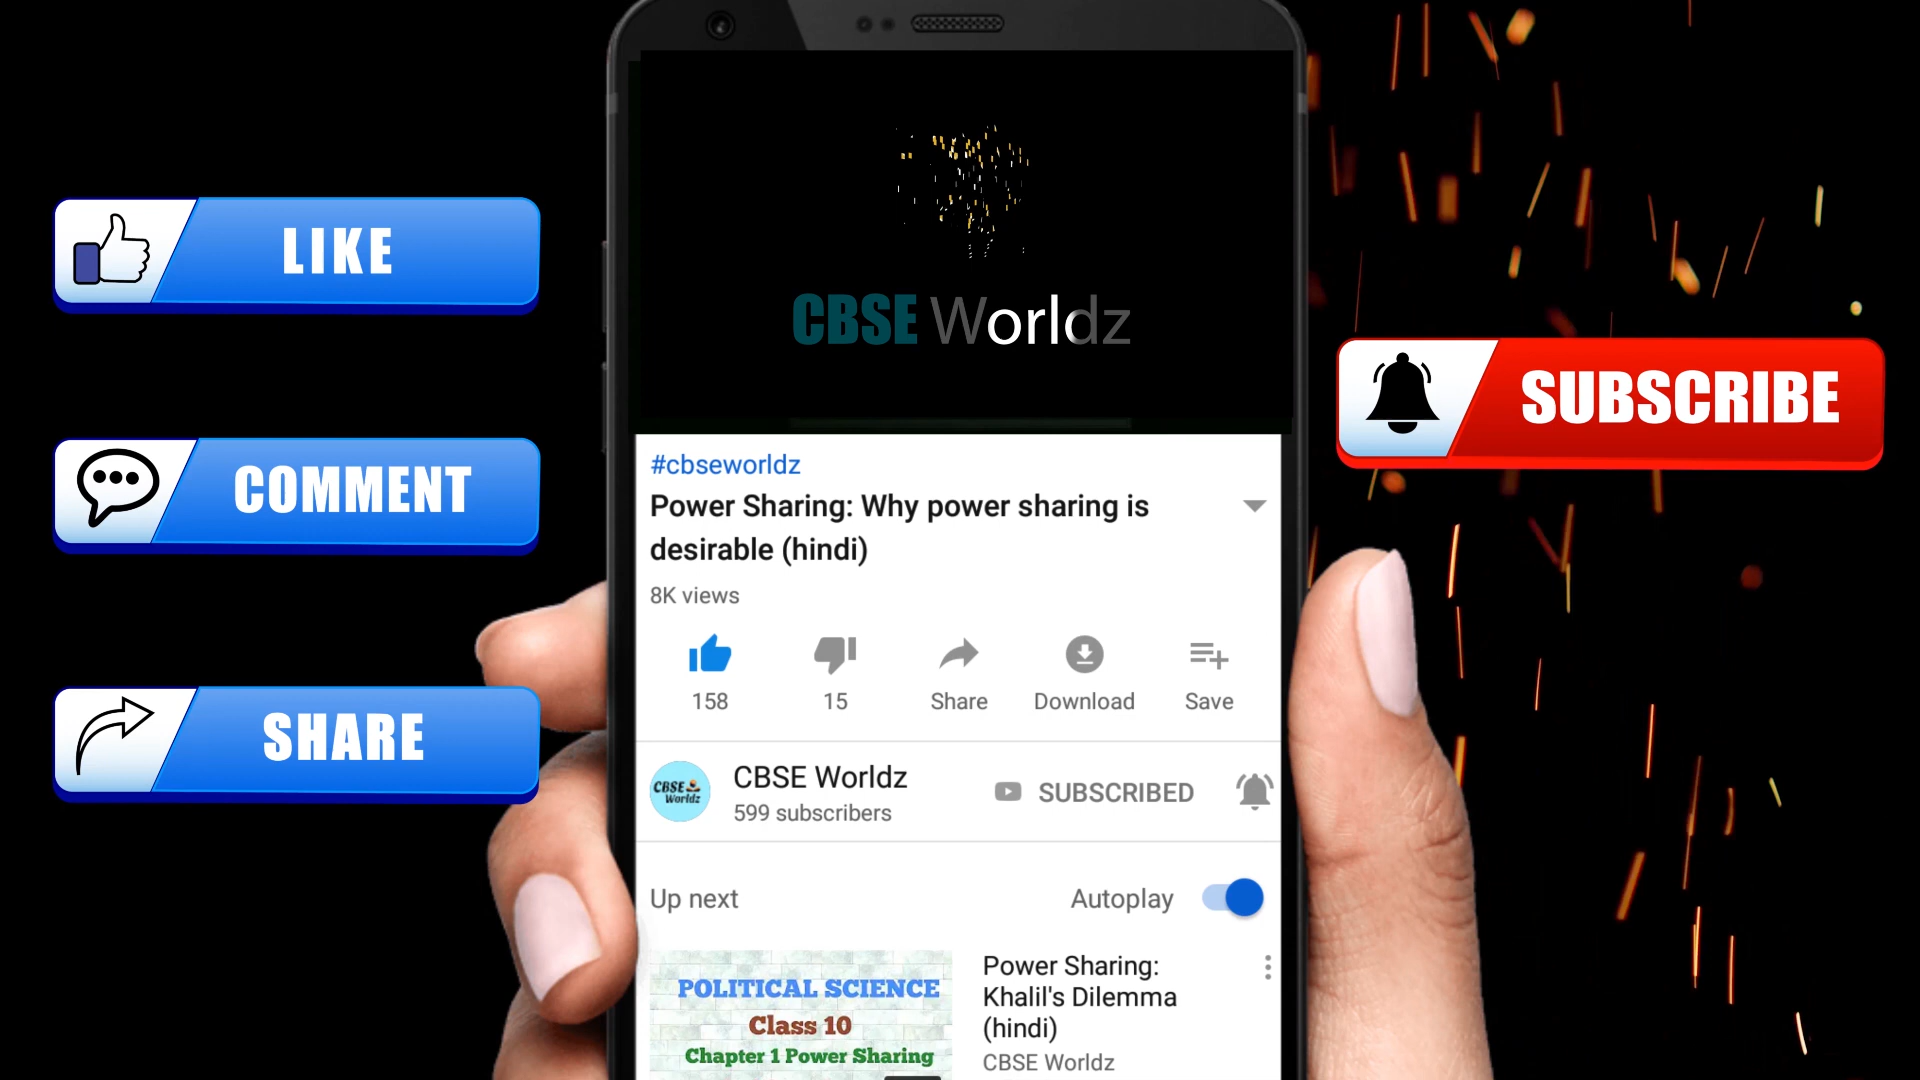 LIKE
COMMENT
SHARE
CBSE Worldz
#cbseworldz
Power Sharing: Why power sharing is
desirable (hindi)
8K views
158
15
Share
Download
Save
CBSE Worldz
CBSE Worldz
599 subscribers
SUBSCRIBED
Up next
Autoplay
POLITICAL SCIENCE
Class 10
Chapter 1 Power Sharing
Power Sharing:
Khalil's Dilemma
(hindi)
CBSE Worldz
SUBSCRIBE